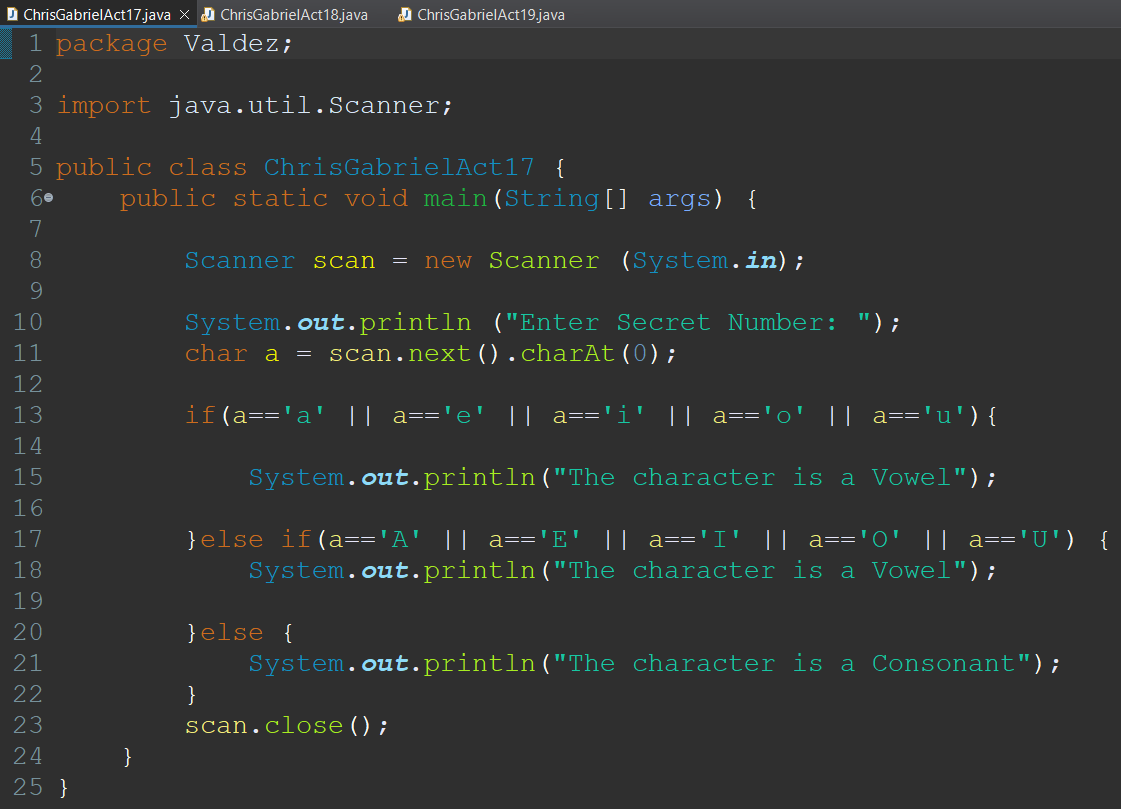 ChrisGabrielAct17.java ChrisGabrielAct18.java ChrisGabrielAct19.java
1 package Valdez;
2
3 import java.util.Scanner;
4
5 public class ChrisGabrielAct17 {
6 public static void main(String[] args) {
7
8 Scanner scan = new Scanner (System.in);
9
10 System.out.println ("Enter Secret Number: ");
11 char a = scan.next().charAt(0);
12
13 if(a=='a' || a=='e' || a=='i' || a=='o' || a=='u'){
14
15 System.out.println("The character is a Vowel");
16
17 }else if(a=='A' || a=='E' || a=='I' || a=='O' || a=='U') {
18 System.out.println("The character is a Vowel");
19
20 }else {
21 System.out.println("The character is a Consonant");
22 }
23 scan.close();
24 }
25 }